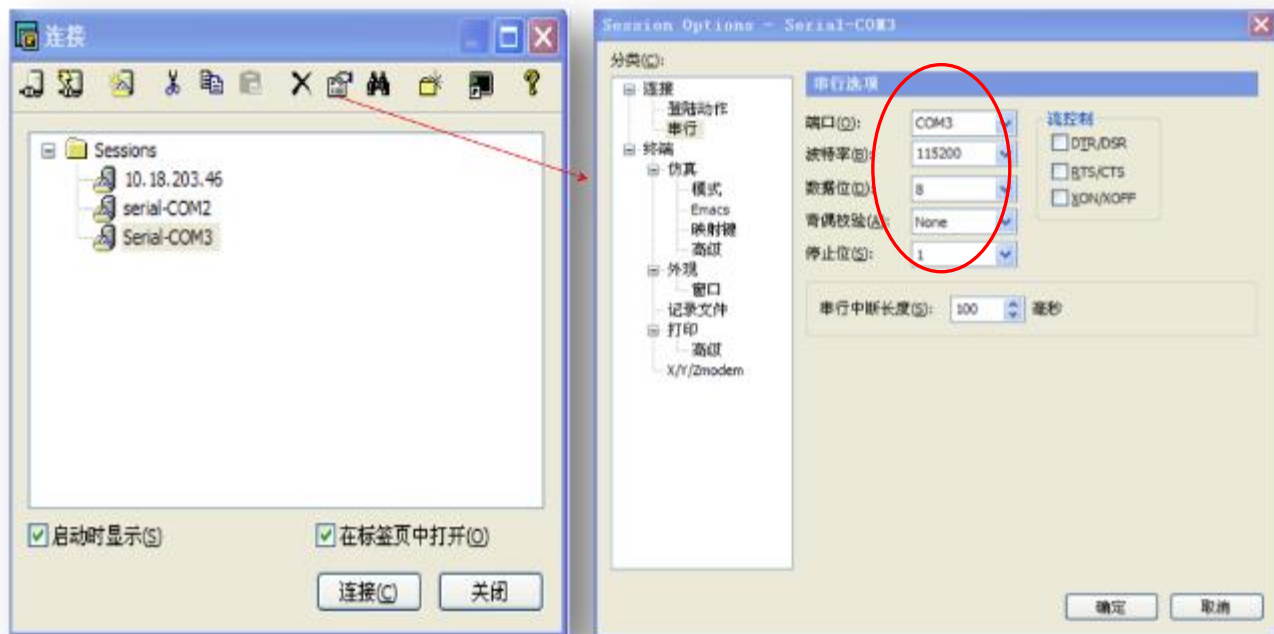 连接
Sessions
10.18.203.46
serial-COM2
Serial-COM3
启动时显示(S)
在标签页中打开(O)
连接(C)
关闭
Session Options - Serial-COM3
分类(C):
连接
登陆动作
串行
终端
仿真
模式
Emacs
映射键
高级
外观
窗口
记录文件
打印
高级
X/Y/Zmodem
串行选项
端口(O): COM3
波特率(B): 115200
数据位(D): 8
奇偶校验(A): None
停止位(S): 1
流控制
DTR/DSR
RTS/CTS
XON/XOFF
串行中断长度(S): 100 毫秒
确定
取消